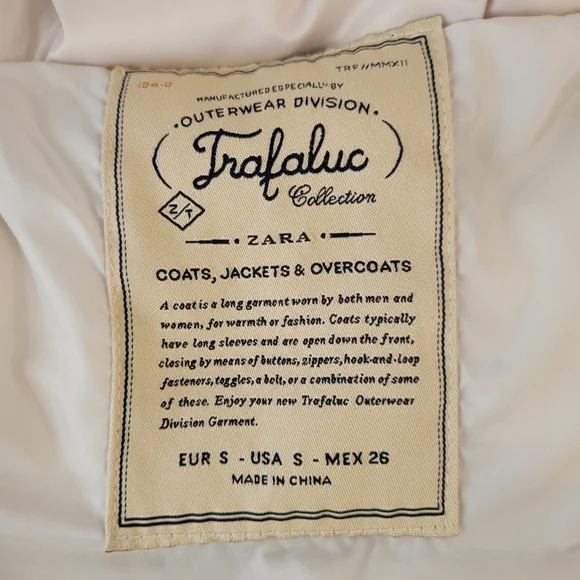 TRF//MMXII
MANUFACTURED ESPECIALLY BY
·OUTERWEAR DIVISION·
Trafaluc
Collection
Z/T
· ZARA ·
COATS, JACKETS & OVERCOATS
A coat is a long garment worn by both men and
women, for warmth or fashion. Coats typically
have long sleeves and are open down the front,
closing by means of buttons, zippers, hook-and-loop
fasteners, toggles, a belt, or a combination of some
of these. Enjoy your new Trafaluc Outerwear
Division Garment.
EUR S - USA S - MEX 26
MADE IN CHINA